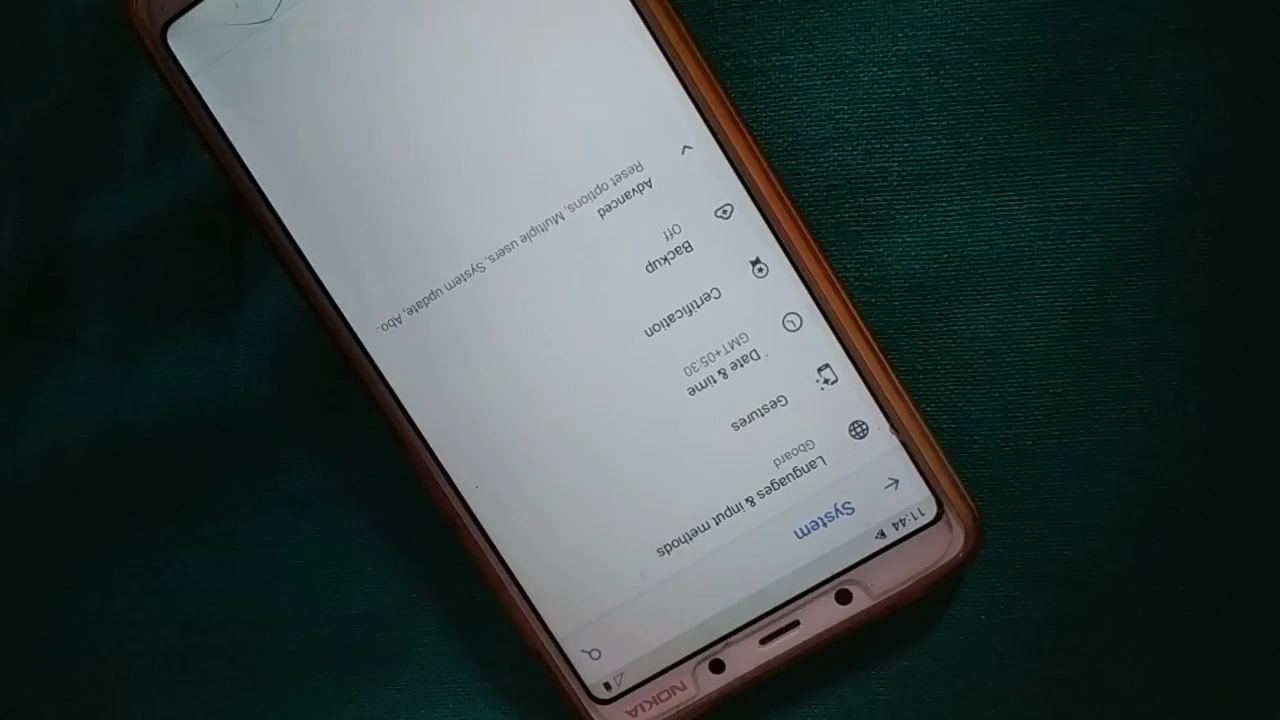 NOKIA
11:44
System
Languages & input methods
Gboard
Gestures
Date & time
GMT+05:30
Certification
Backup
Off
Advanced
Reset options, Multiple users, System update, Abo..